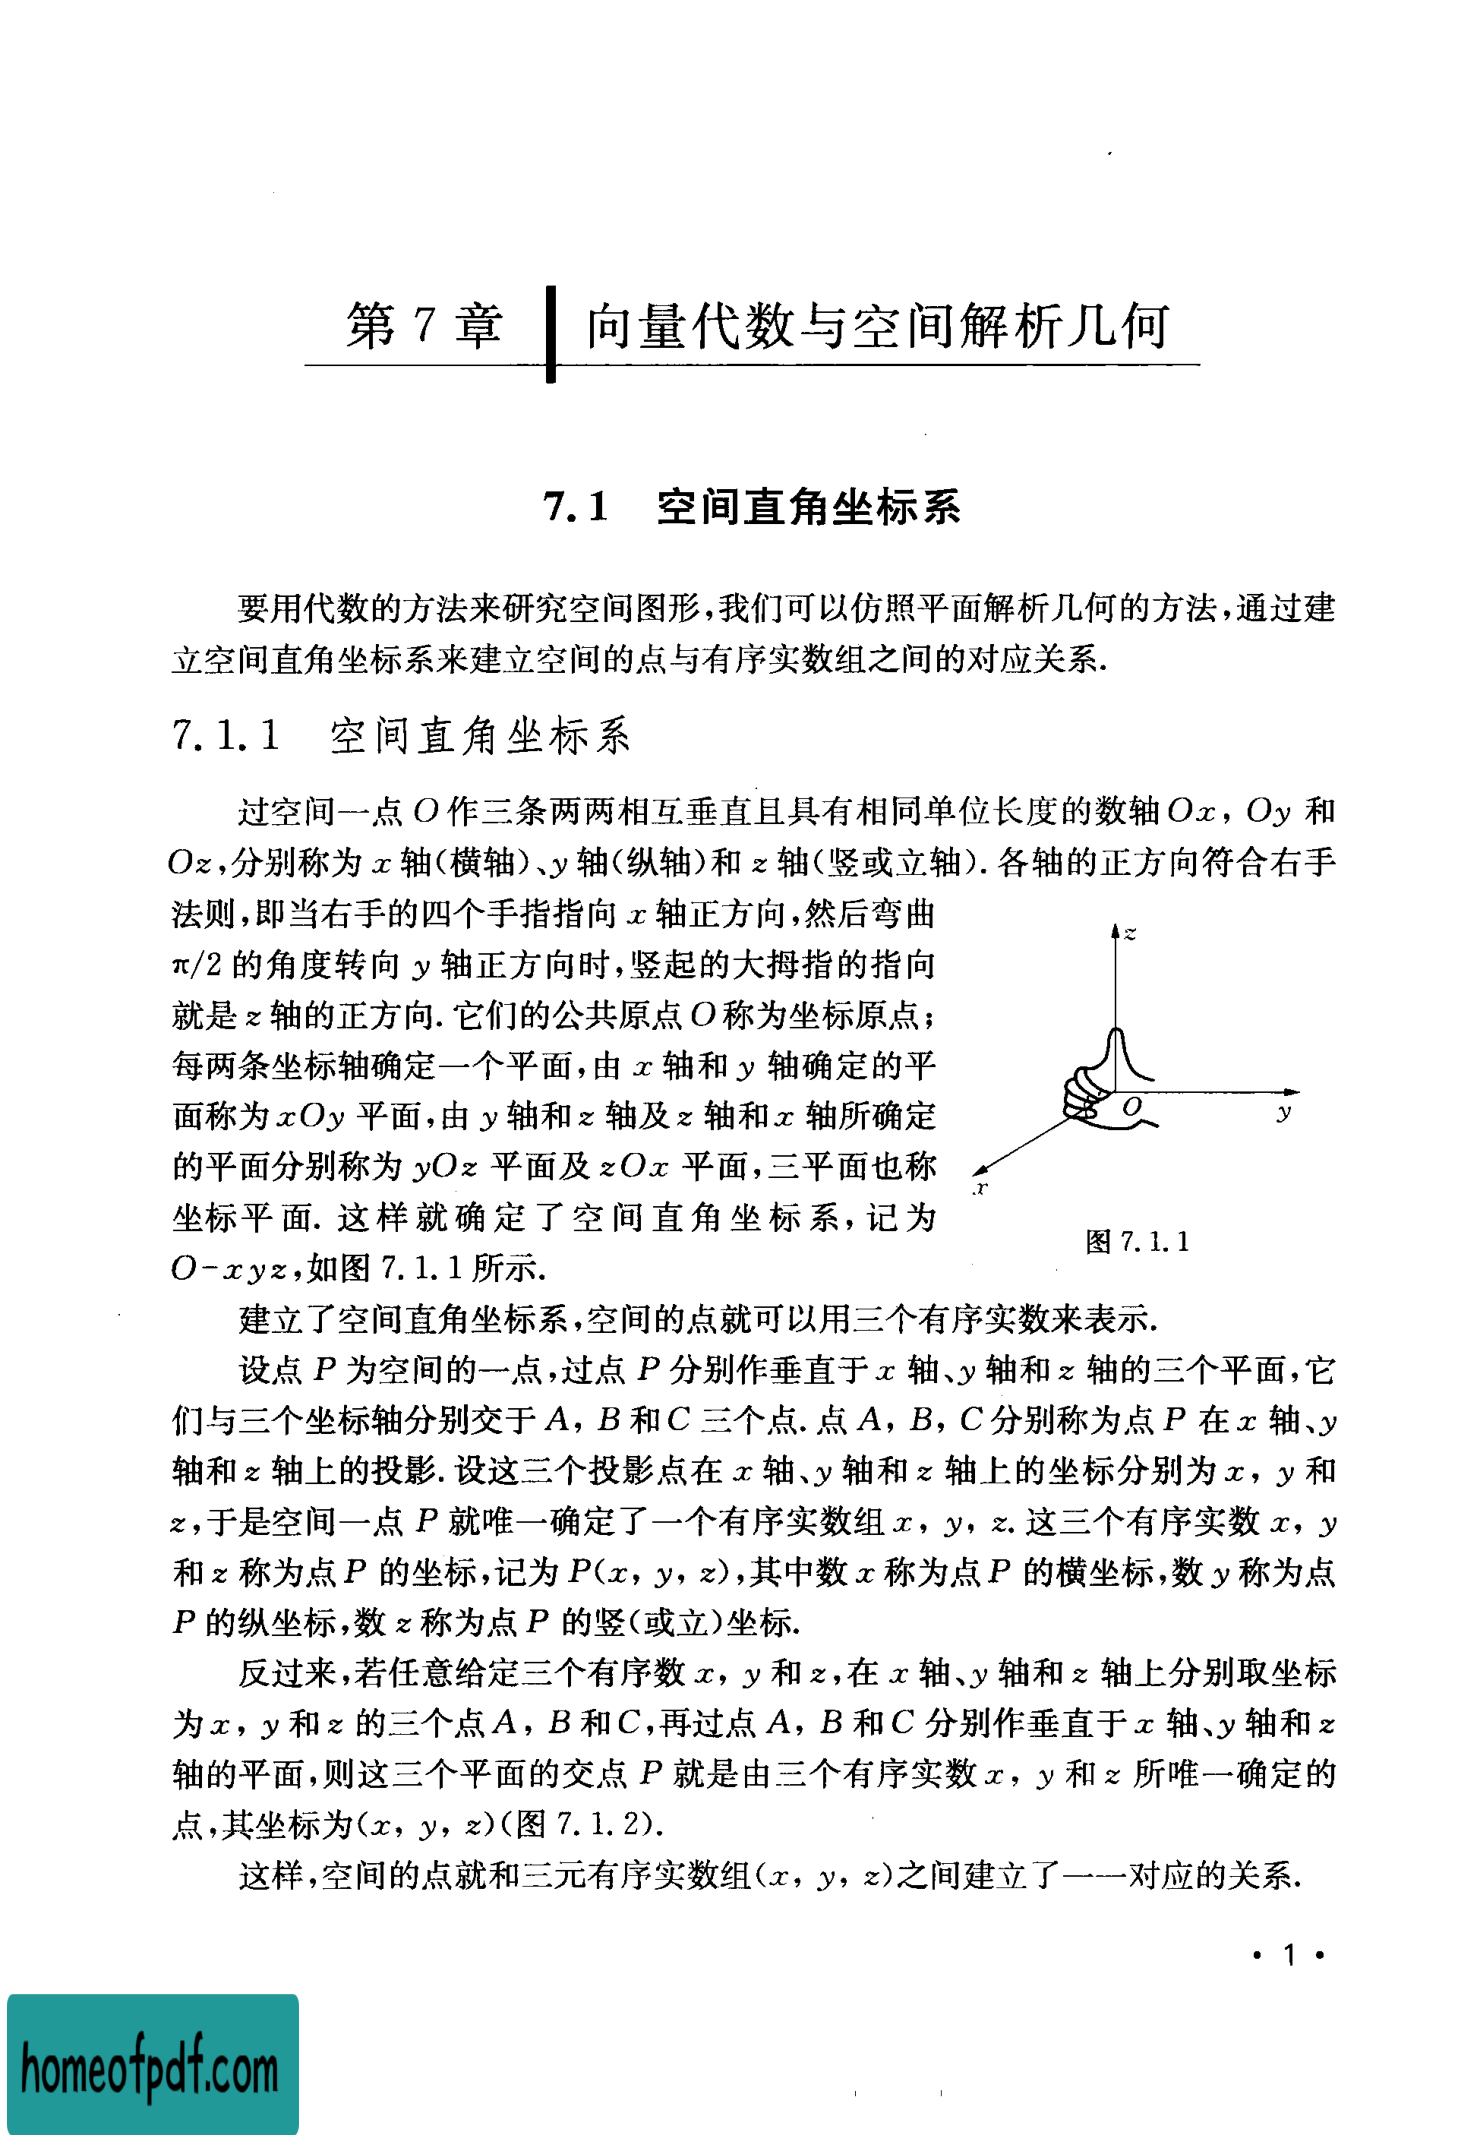 第 7 章 向量代数与空间解析几何
7.1 空间直角坐标系
要用代数的方法来研究空间图形,我们可以仿照平面解析几何的方法,通过建
立空间直角坐标系来建立空间的点与有序实数组之间的对应关系.
7.1.1 空间直角坐标系
过空间一点 O 作三条两两相互垂直且具有相同单位长度的数轴 Ox, Oy 和
Oz,分别称为 x 轴(横轴)、y 轴(纵轴)和 z 轴(竖或立轴). 各轴的正方向符合右手
法则,即当右手的四个手指指向 x 轴正方向,然后弯曲
π/2 的角度转向 y 轴正方向时,竖起的大拇指的指向
就是 z 轴的正方向. 它们的公共原点 O 称为坐标原点;
每两条坐标轴确定一个平面,由 x 轴和 y 轴确定的平
面称为 xOy 平面,由 y 轴和 z 轴及 z 轴和 x 轴所确定
的平面分别称为 yOz 平面及 zOx 平面,三平面也称
坐标平面. 这样就确定了空间直角坐标系,记为
O-xyz,如图 7.1.1 所示.
z
O
y
x
图 7.1.1
建立了空间直角坐标系,空间的点就可以用三个有序实数来表示.
设点 P 为空间的一点,过点 P 分别作垂直于 x 轴、y 轴和 z 轴的三个平面,它
们与三个坐标轴分别交于 A, B 和 C 三个点. 点 A, B, C 分别称为点 P 在 x 轴、y
轴和 z 轴上的投影. 设这三个投影点在 x 轴、y 轴和 z 轴上的坐标分别为 x, y 和
z,于是空间一点 P 就唯一确定了一个有序实数组 x, y, z. 这三个有序实数 x, y
和 z 称为点 P 的坐标,记为 P(x, y, z),其中数 x 称为点 P 的横坐标,数 y 称为点
P 的纵坐标,数 z 称为点 P 的竖(或立)坐标.
反过来,若任意给定三个有序数 x, y 和 z,在 x 轴、y 轴和 z 轴上分别取坐标
为 x, y 和 z 的三个点 A, B 和 C,再过点 A, B 和 C 分别作垂直于 x 轴、y 轴和 z
轴的平面,则这三个平面的交点 P 就是由三个有序实数 x, y 和 z 所唯一确定的
点,其坐标为(x, y, z)(图 7.1.2).
这样,空间的点就和三元有序实数组(x, y, z)之间建立了一一对应的关系.
• 1 •
homeofpdf.com